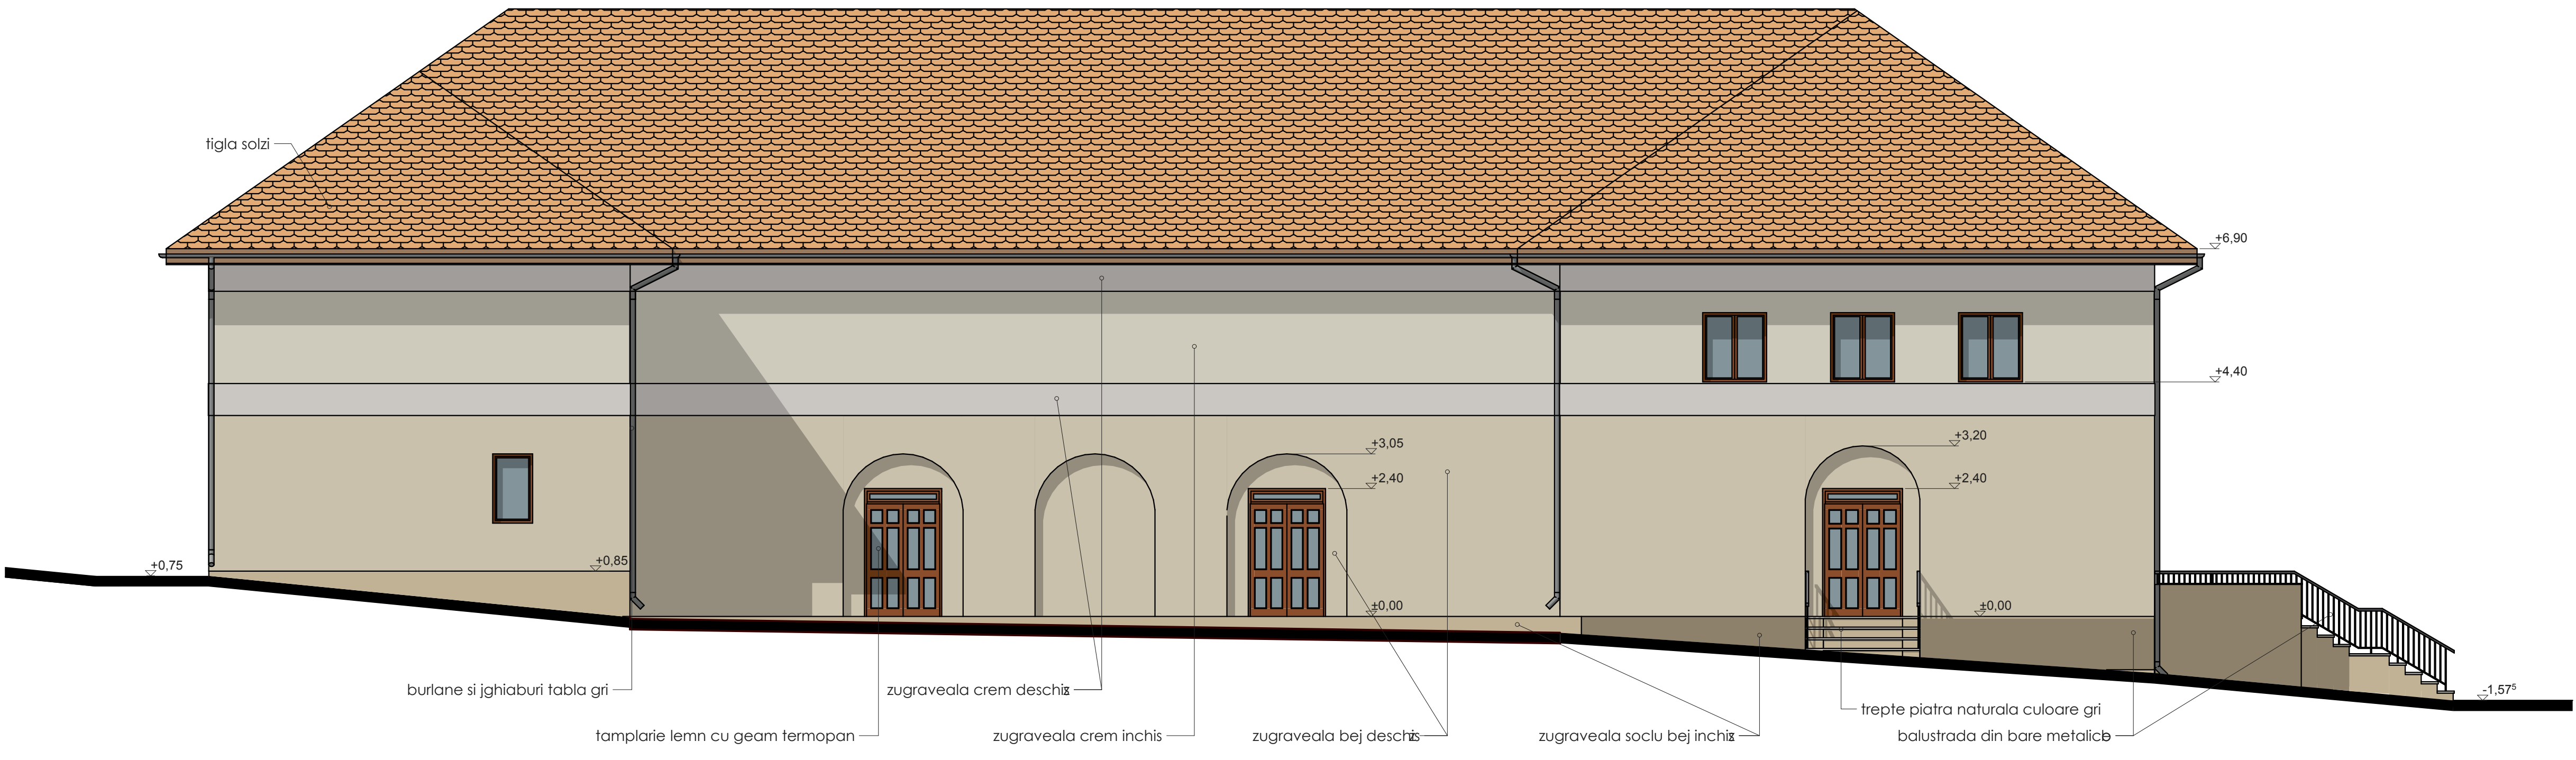 tigla solzi
+6,90
+4,40
+3,05
+3,20
+2,40
+2,40
+0,75
+0,85
±0,00
±0,00
burlane si jghiaburi tabla gri
zugraveala crem deschis
-1,57⁵
trepte piatra naturala culoare gri
tamplarie lemn cu geam termopan
zugraveala crem inchis
zugraveala bej deschis
zugraveala soclu bej inchis
balustrada din bare metalice